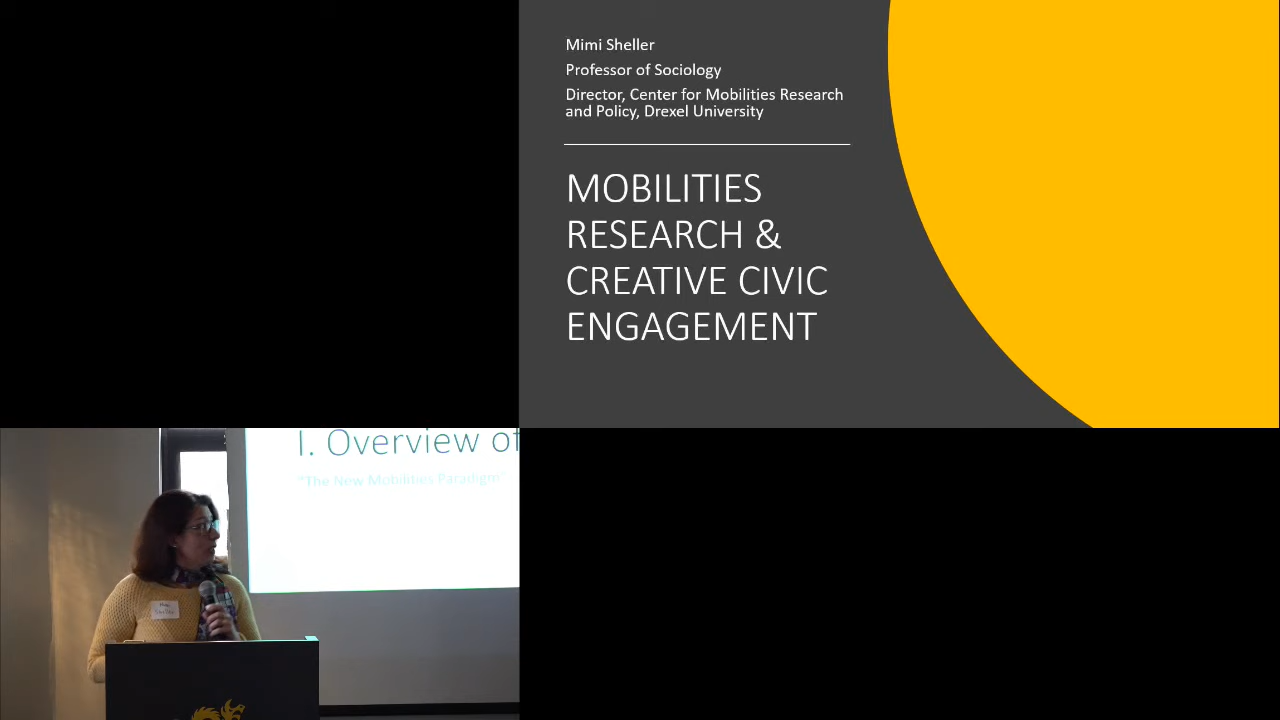 Mimi Sheller
Professor of Sociology
Director, Center for Mobilities Research
and Policy, Drexel University
MOBILITIES
RESEARCH &
CREATIVE CIVIC
ENGAGEMENT
I. Overview of
"The New Mobilities Paradigm"